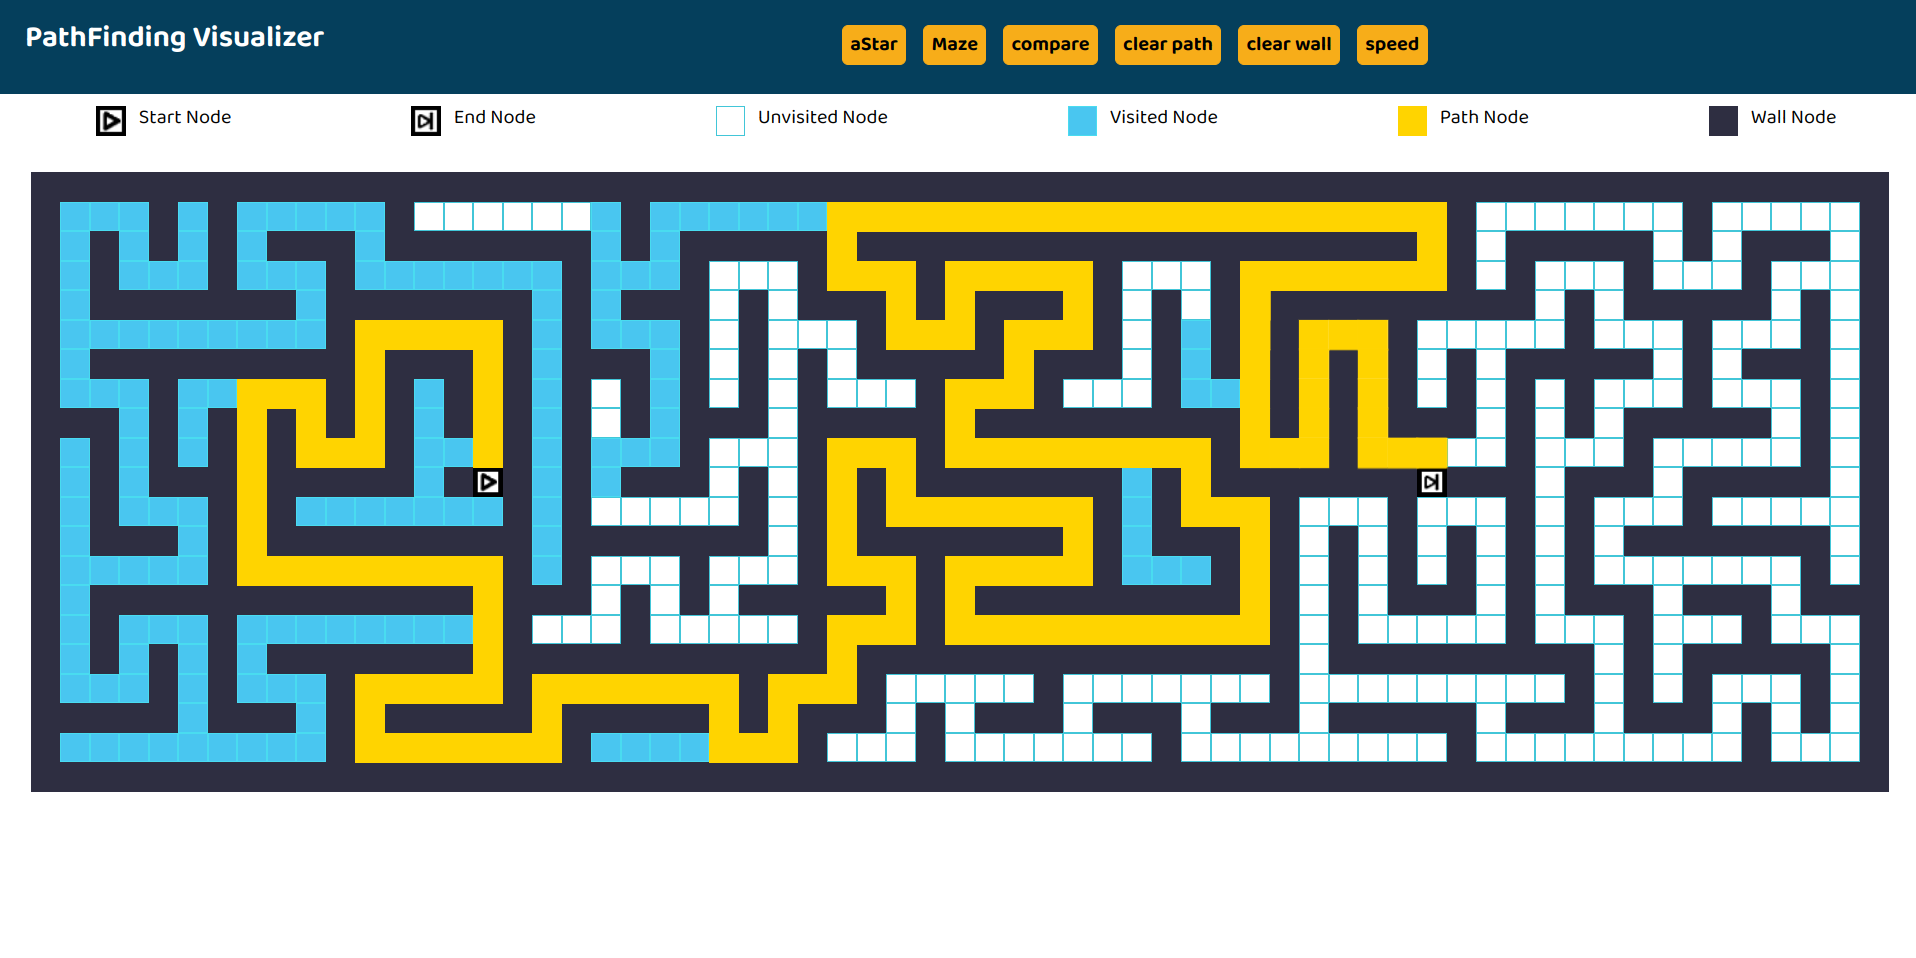 PathFinding Visualizer
aStar
Maze
compare
clear path
clear wall
speed
Start Node
End Node
Unvisited Node
Visited Node
Path Node
Wall Node